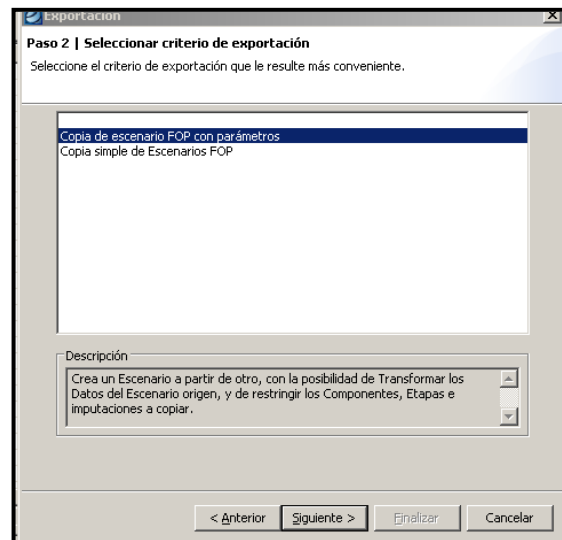 Exportación
Paso 2 | Seleccionar criterio de exportación
Seleccione el criterio de exportación que le resulte más conveniente.
Copia de escenario FOP con parámetros
Copia simple de Escenarios FOP
Descripción
Crea un Escenario a partir de otro, con la posibilidad de Transformar los
Datos del Escenario origen, y de restringir los Componentes, Etapas e
imputaciones a copiar.
< Anterior Siguiente > Finalizar Cancelar